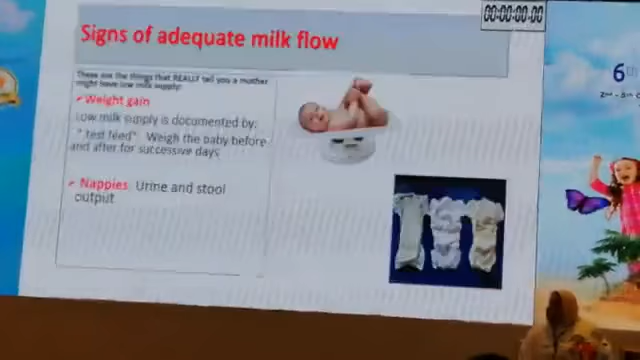 00:00:00.00
Signs of adequate milk flow
These are the things that REALLY tell you a mother
might have low milk supply:
Weight gain
Low milk supply is documented by:
" test feed" Weigh the baby before
and after for successive days
Nappies Urine and stool
output
6th